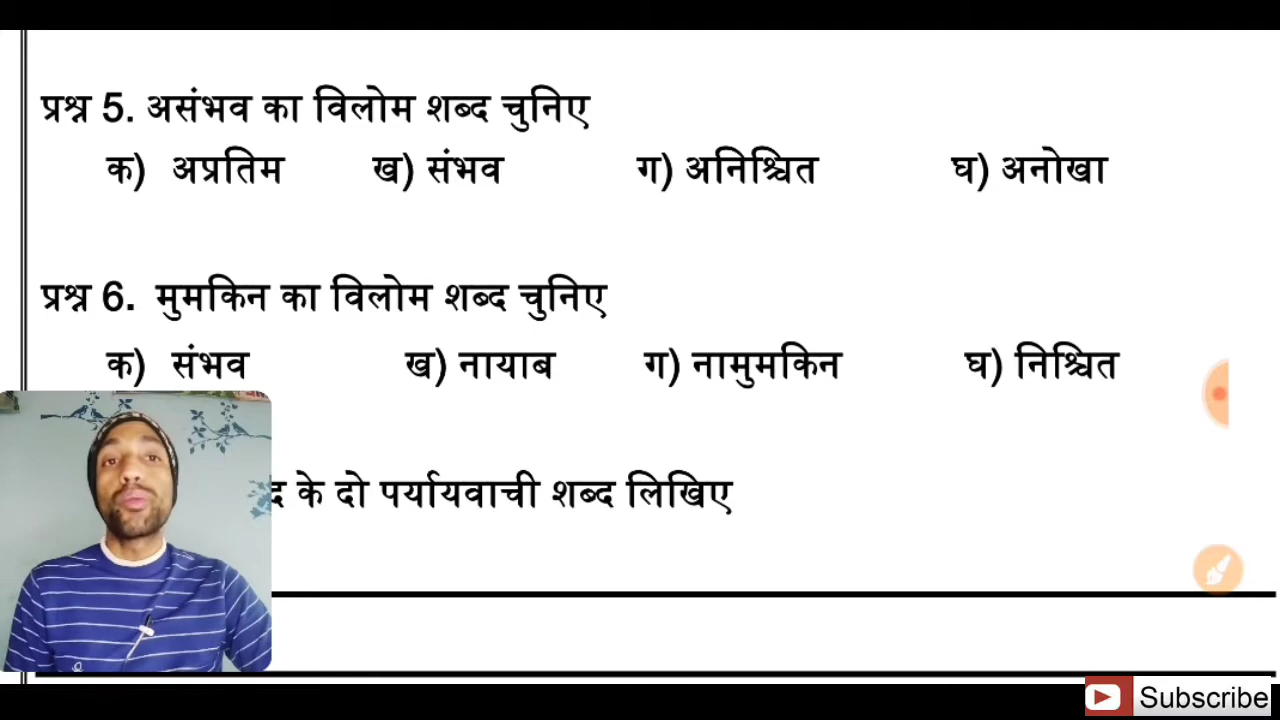 प्रश्न 5. असंभव का विलोम शब्द चुनिए
क) अप्रतिम ख) संभव ग) अनिश्चित घ) अनोखा
प्रश्न 6. मुमकिन का विलोम शब्द चुनिए
क) संभव ख) नायाब ग) नामुमकिन घ) निश्चित
के दो पर्यायवाची शब्द लिखिए
Subscribe